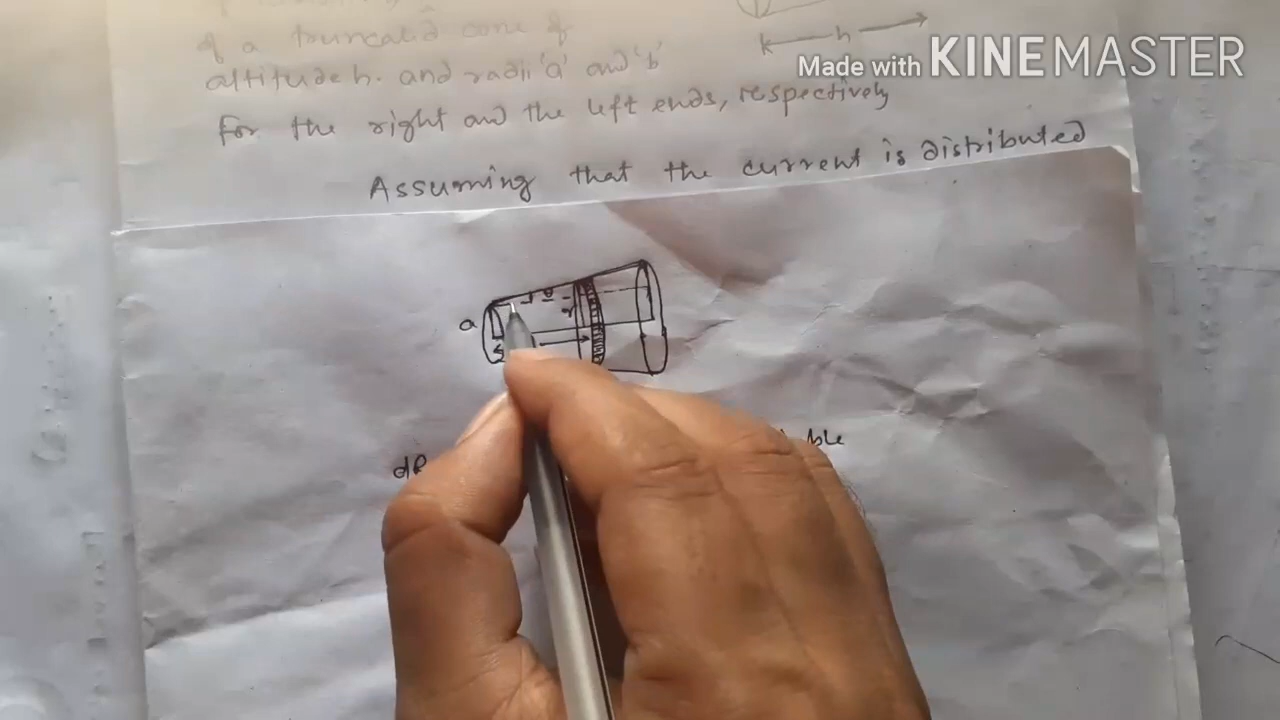 Made with KINEMASTER
of a truncated cone of
h
altitude h. and radii 'a' and 'b'
for the right and the left ends, respectively
Assuming that the current is distributed
θ
r
a
ble